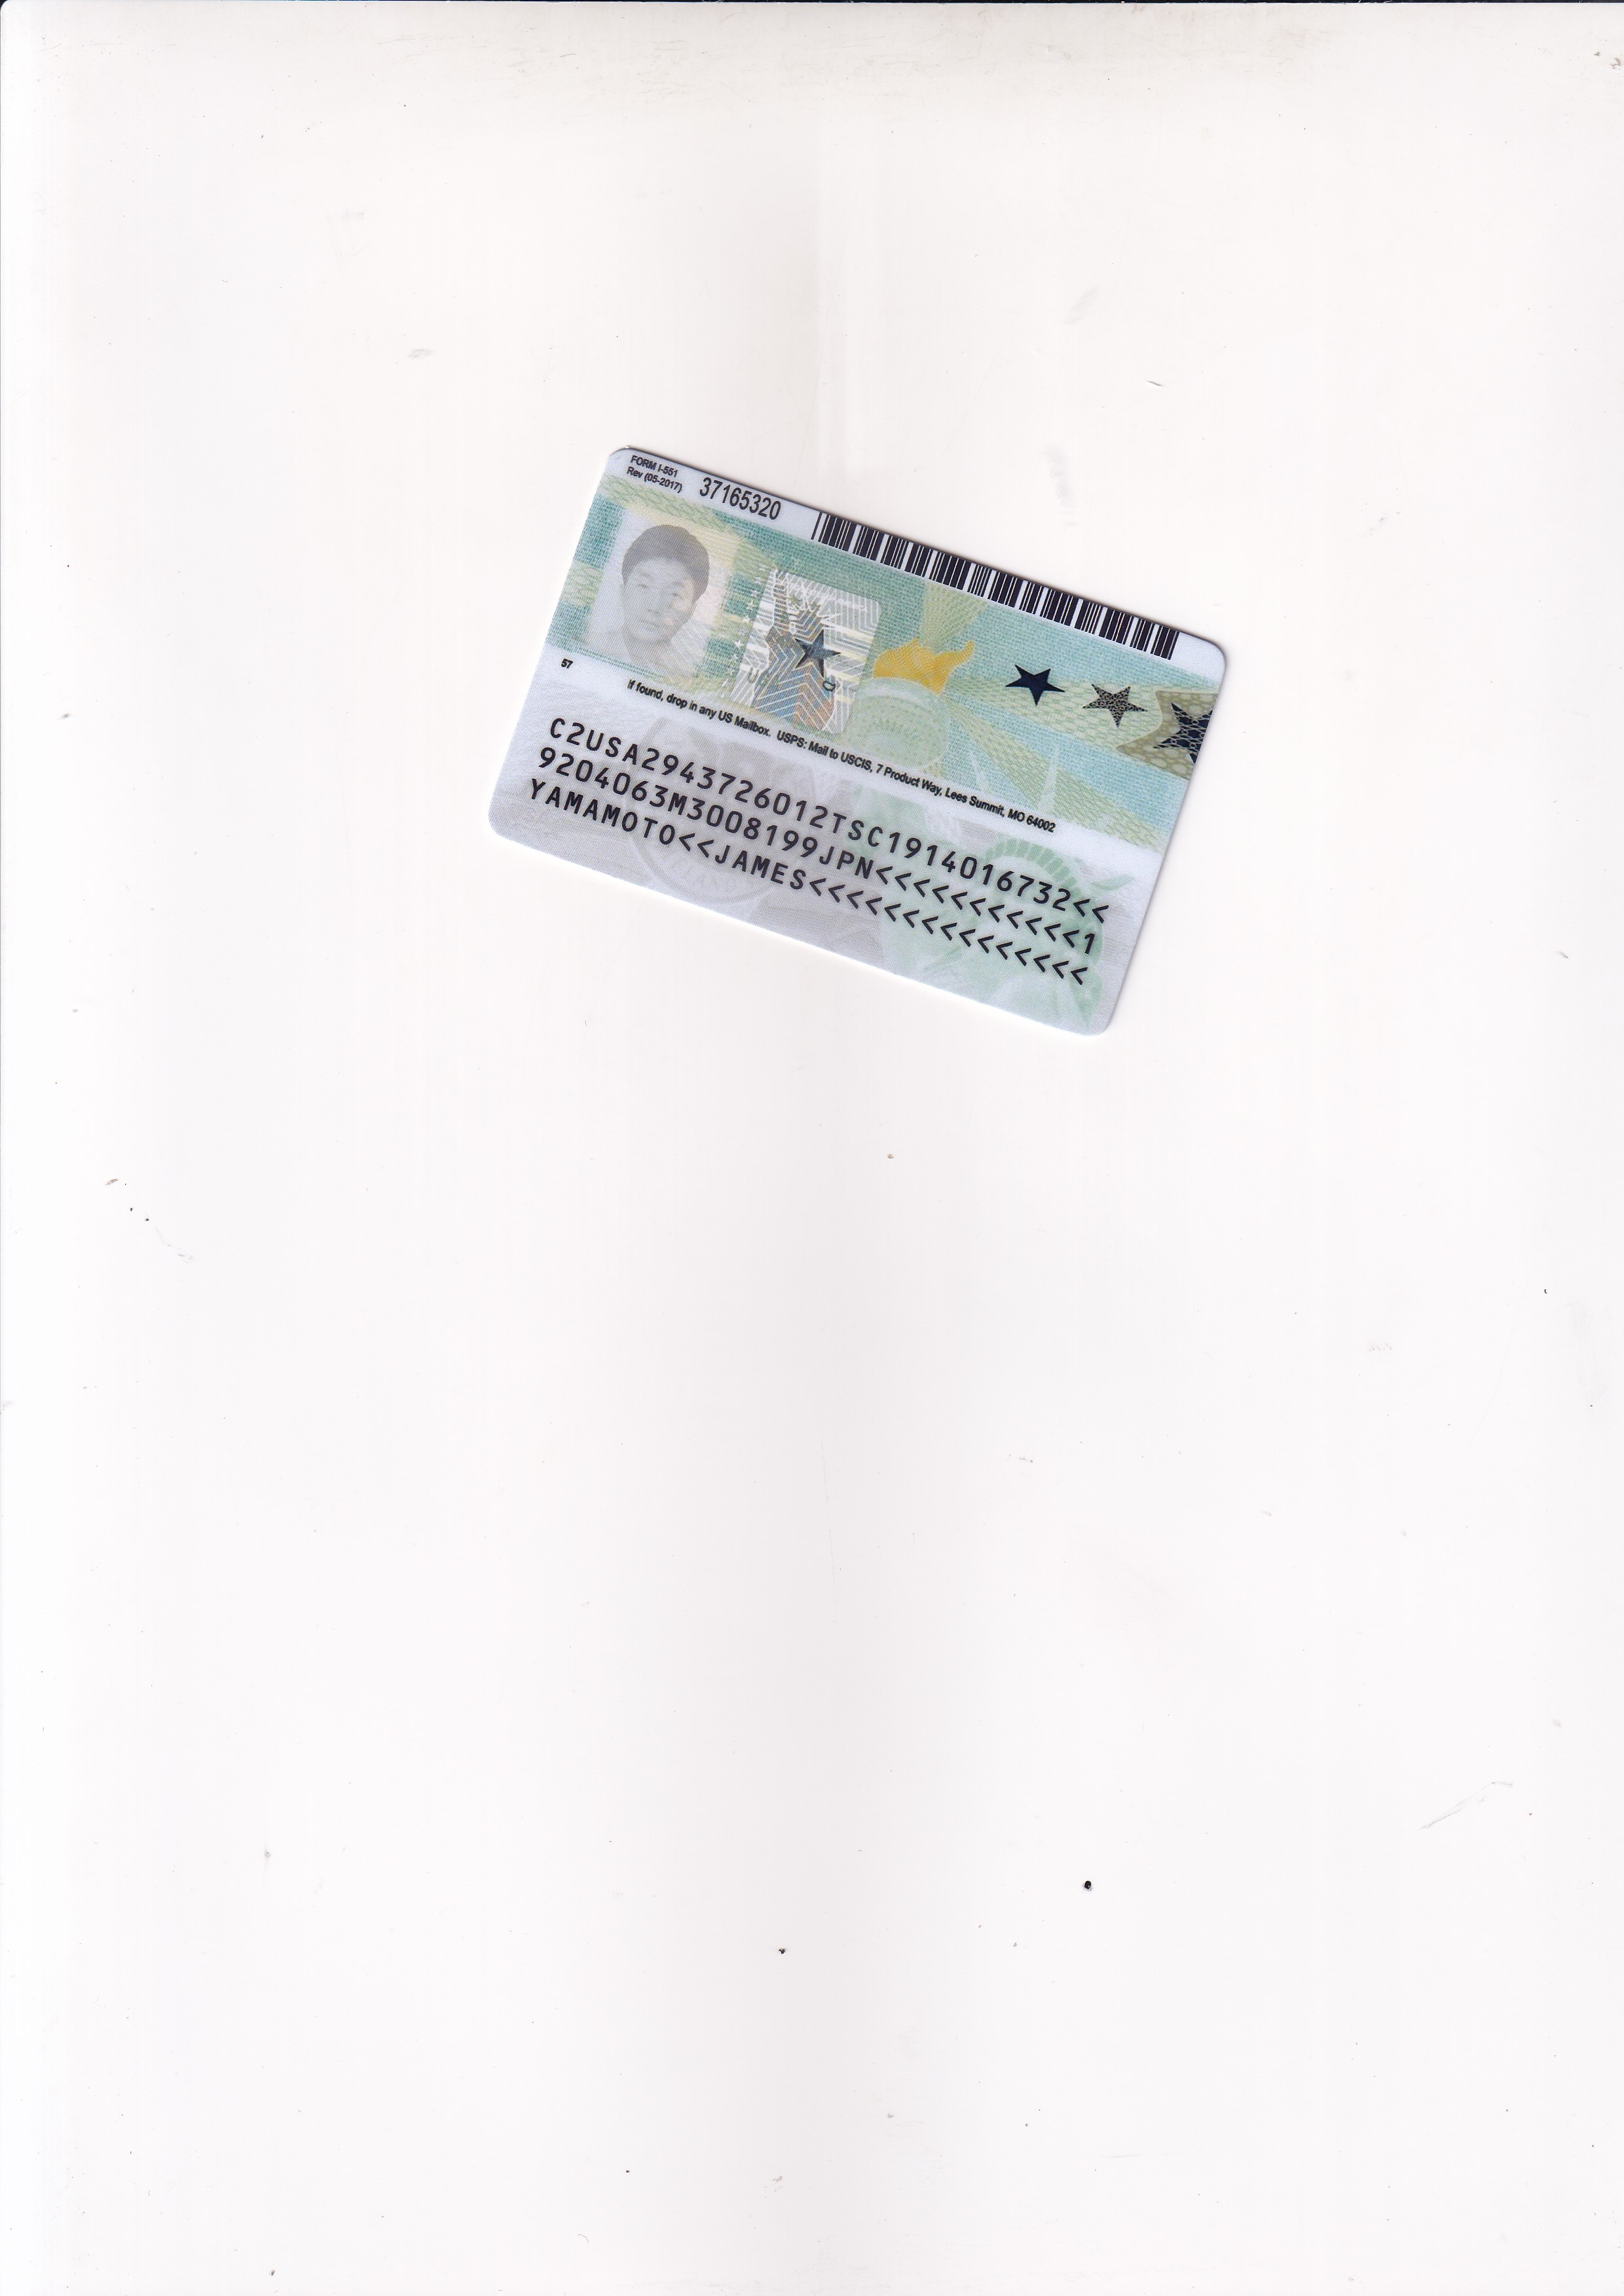 FORM I-551
Rev (05-2017) 37165320
57
If found, drop in any US Mailbox. USPS: Mail to USCIS, 7 Product Way, Lees Summit, MO 64002
C2USA2943726012TSC1914016732<<
9204063M3008199JPN<<<<<<<<<<<1
YAMAMOTO<<JAMES<<<<<<<<<<<<<<<